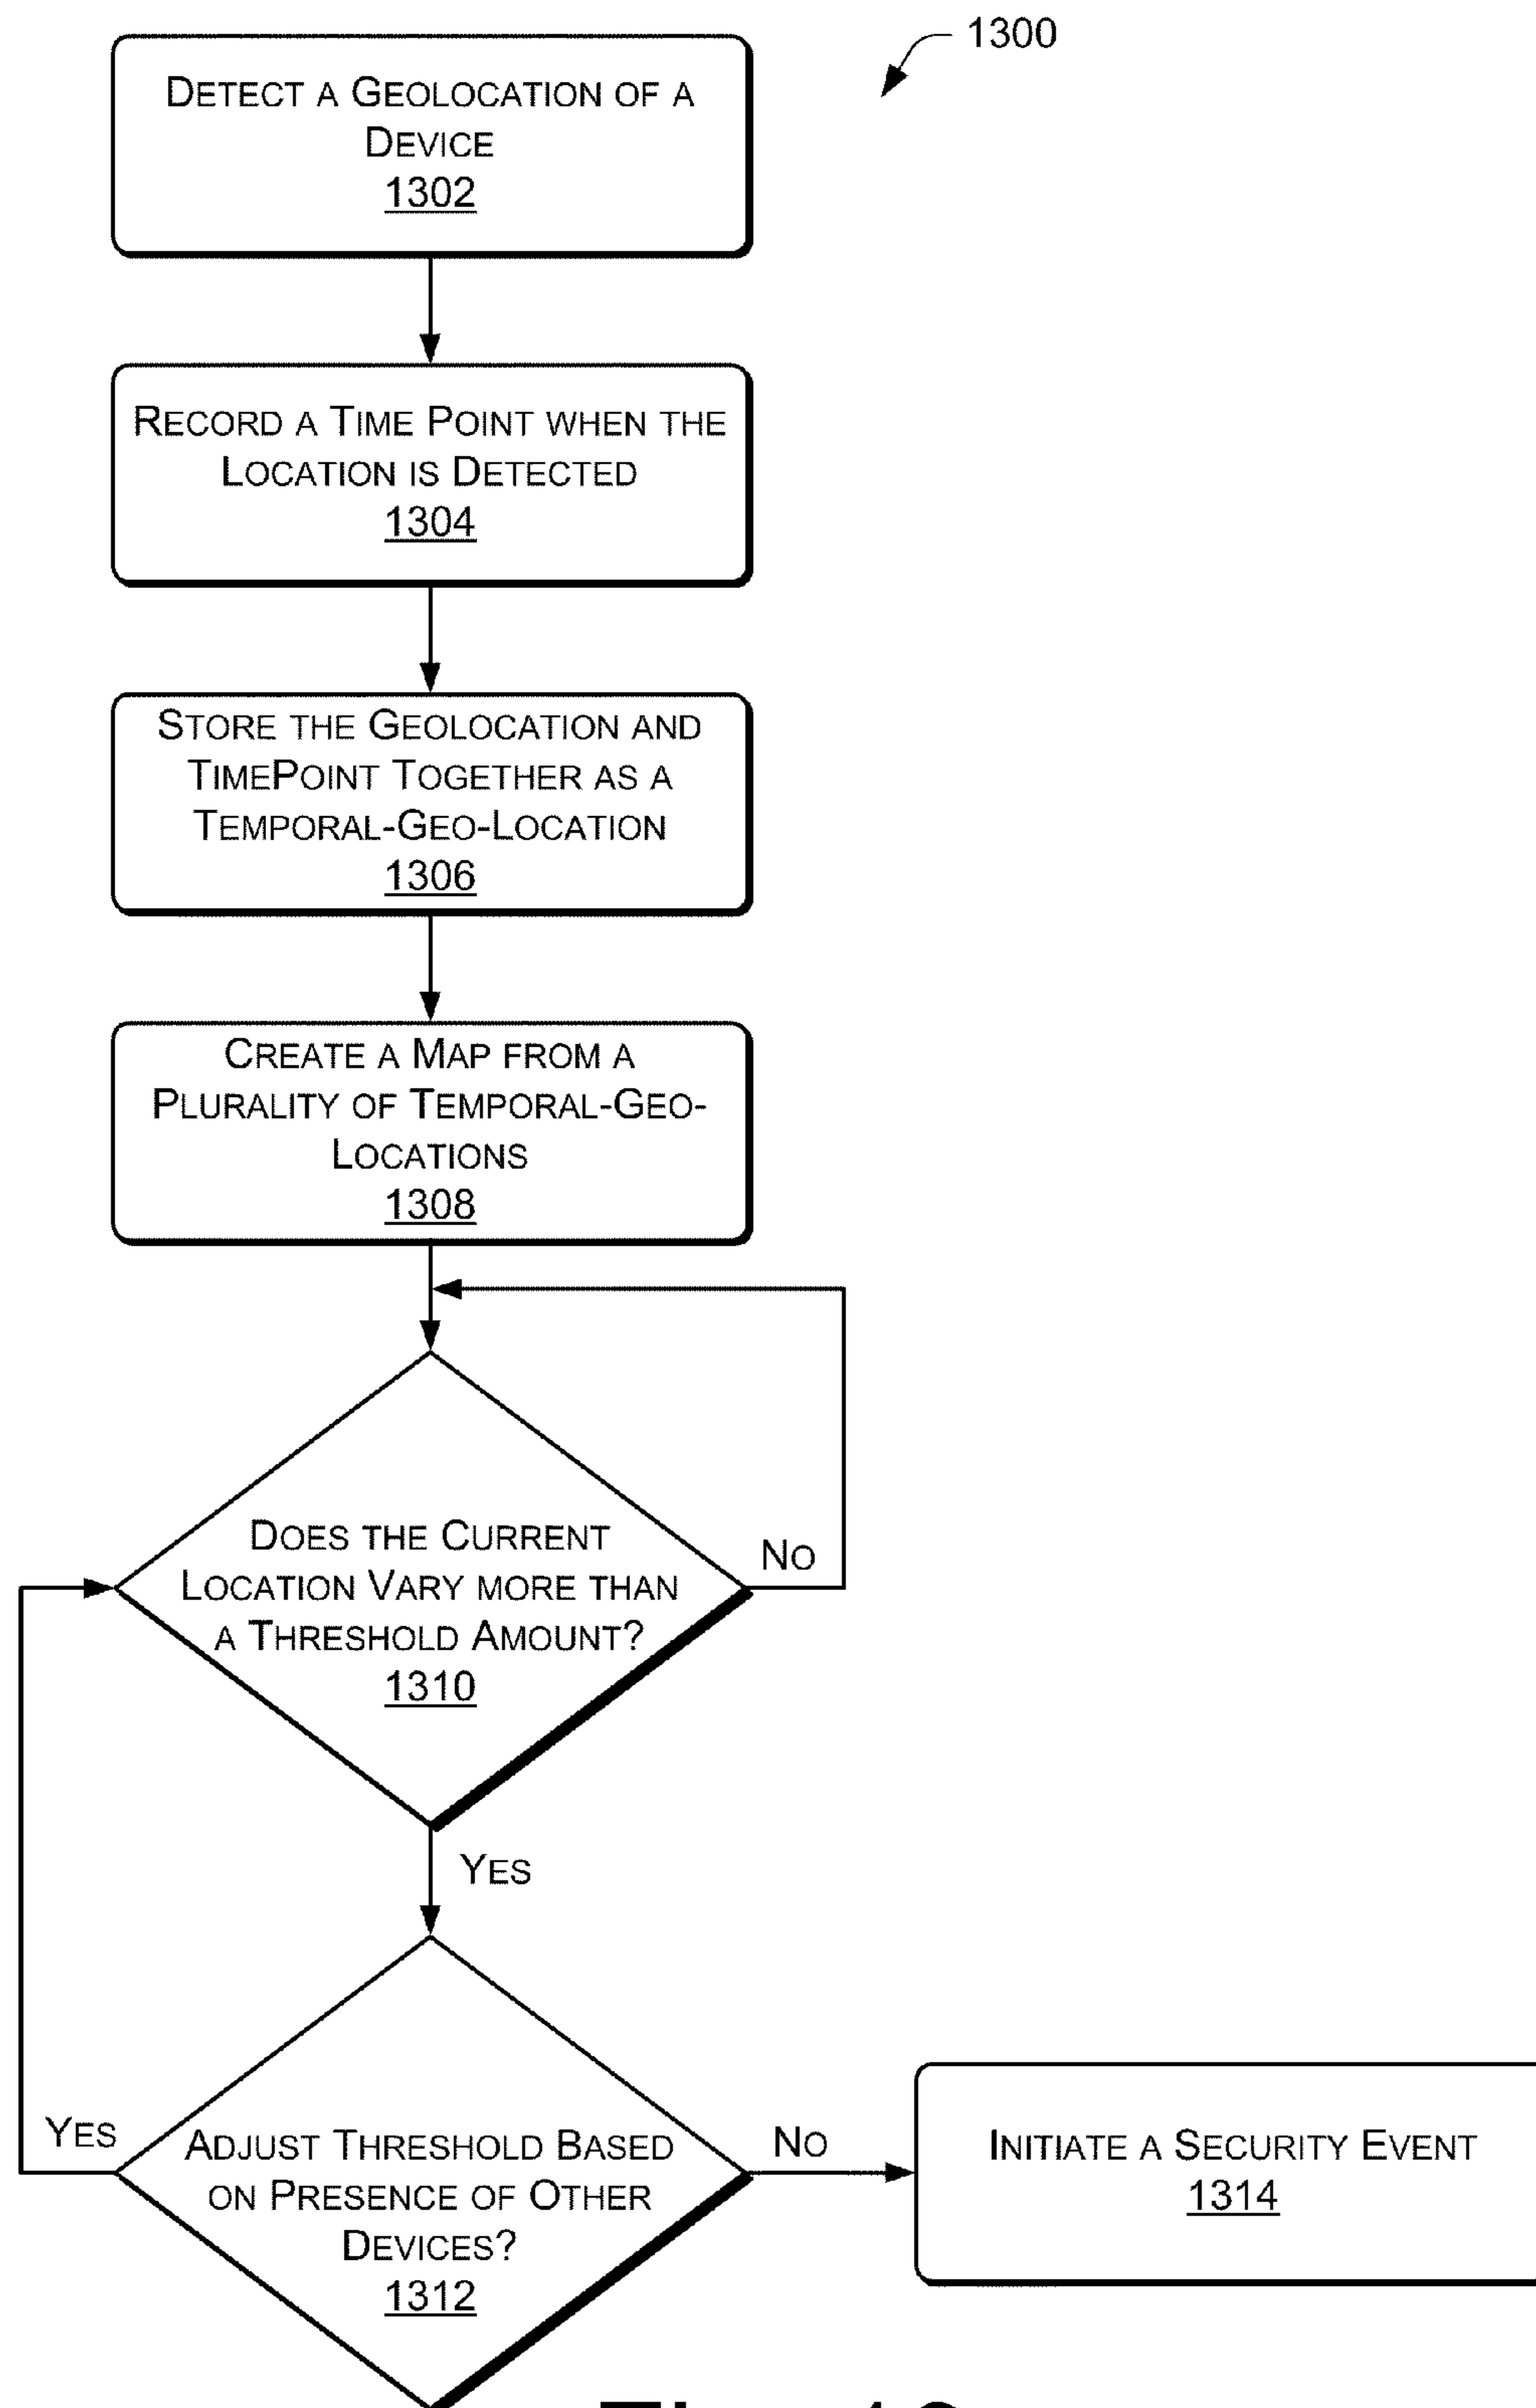 1300
DETECT A GEOLOCATION OF A
DEVICE
1302
RECORD A TIME POINT WHEN THE
LOCATION IS DETECTED
1304
STORE THE GEOLOCATION AND
TIMEPOINT TOGETHER AS A
TEMPORAL-GEO-LOCATION
1306
CREATE A MAP FROM A
PLURALITY OF TEMPORAL-GEO-
LOCATIONS
1308
DOES THE CURRENT
LOCATION VARY MORE THAN
A THRESHOLD AMOUNT?
1310
NO
YES
ADJUST THRESHOLD BASED
ON PRESENCE OF OTHER
DEVICES?
1312
YES
NO
INITIATE A SECURITY EVENT
1314